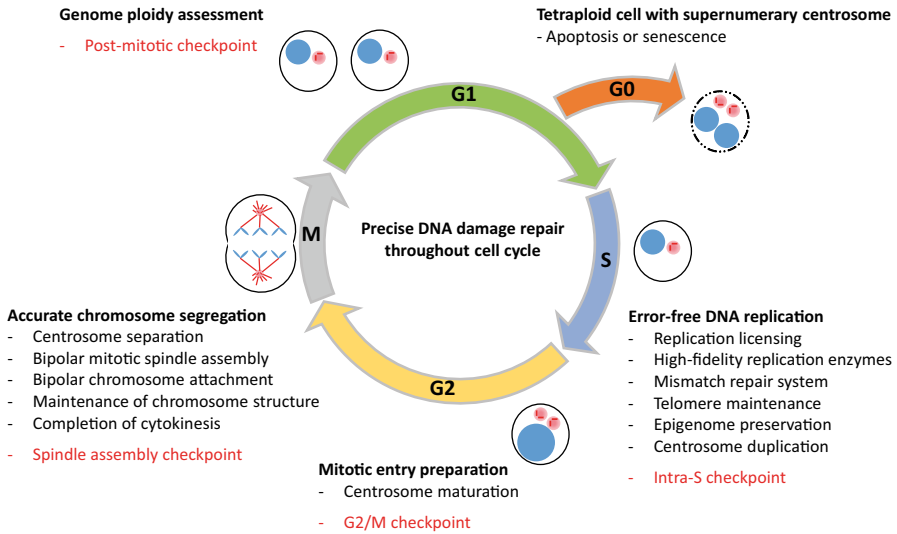 Genome ploidy assessment
- Post-mitotic checkpoint
Tetraploid cell with supernumerary centrosome
- Apoptosis or senescence
G1
G0
M
Precise DNA damage repair
throughout cell cycle
S
G2
Accurate chromosome segregation
- Centrosome separation
- Bipolar mitotic spindle assembly
- Bipolar chromosome attachment
- Maintenance of chromosome structure
- Completion of cytokinesis
- Spindle assembly checkpoint
Error-free DNA replication
- Replication licensing
- High-fidelity replication enzymes
- Mismatch repair system
- Telomere maintenance
- Epigenome preservation
- Centrosome duplication
- Intra-S checkpoint
Mitotic entry preparation
- Centrosome maturation
- G2/M checkpoint